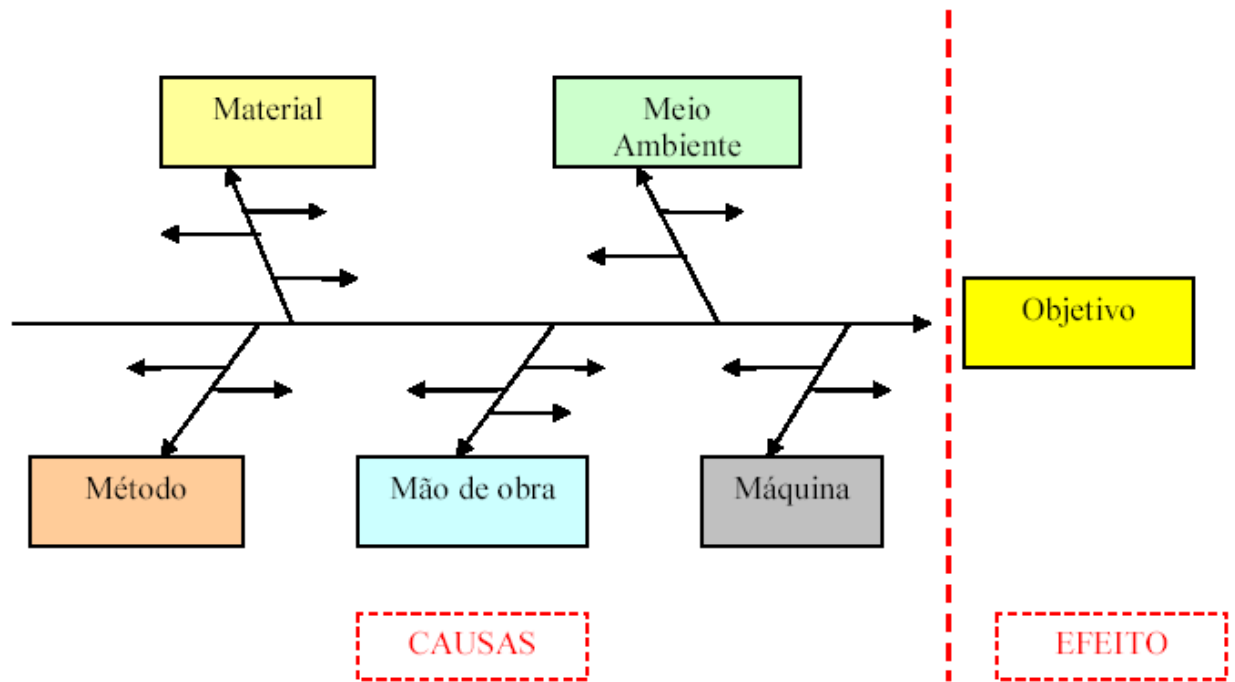 Material
Meio
Ambiente
Objetivo
Método
Mão de obra
Máquina
CAUSAS
EFEITO